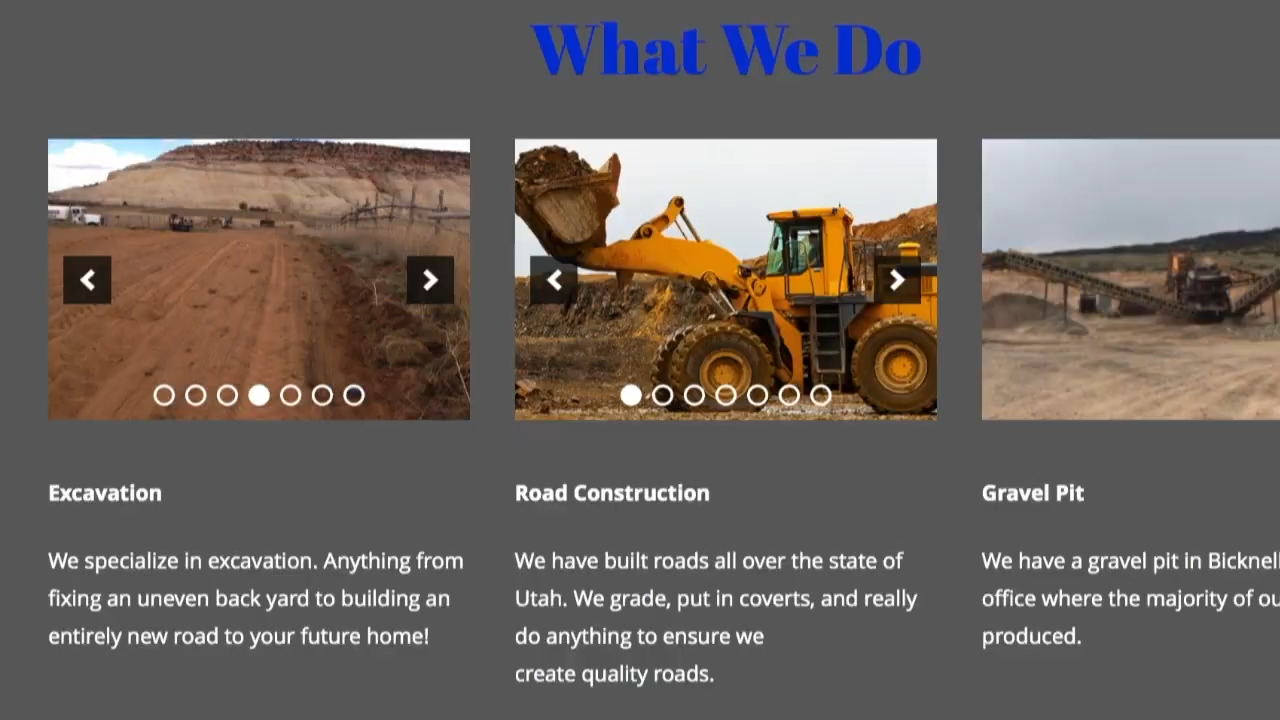 What We Do
Excavation
We specialize in excavation. Anything from
fixing an uneven back yard to building an
entirely new road to your future home!
Road Construction
We have built roads all over the state of
Utah. We grade, put in coverts, and really
do anything to ensure we
create quality roads.
Gravel Pit
We have a gravel pit in Bicknell
office where the majority of ou
produced.